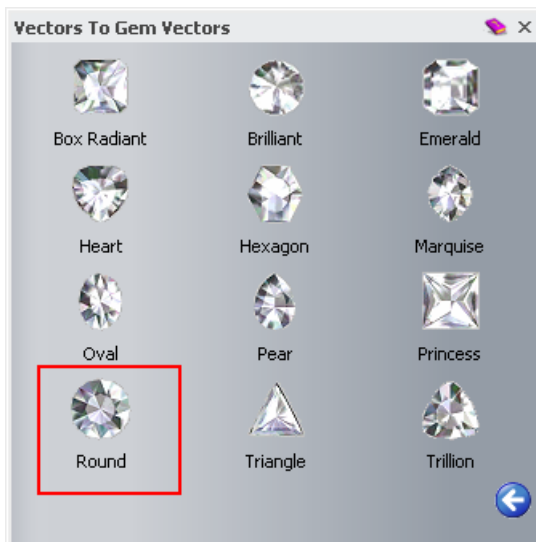 Vectors To Gem Vectors
Box Radiant Brilliant Emerald
Heart Hexagon Marquise
Oval Pear Princess
Round Triangle Trillion